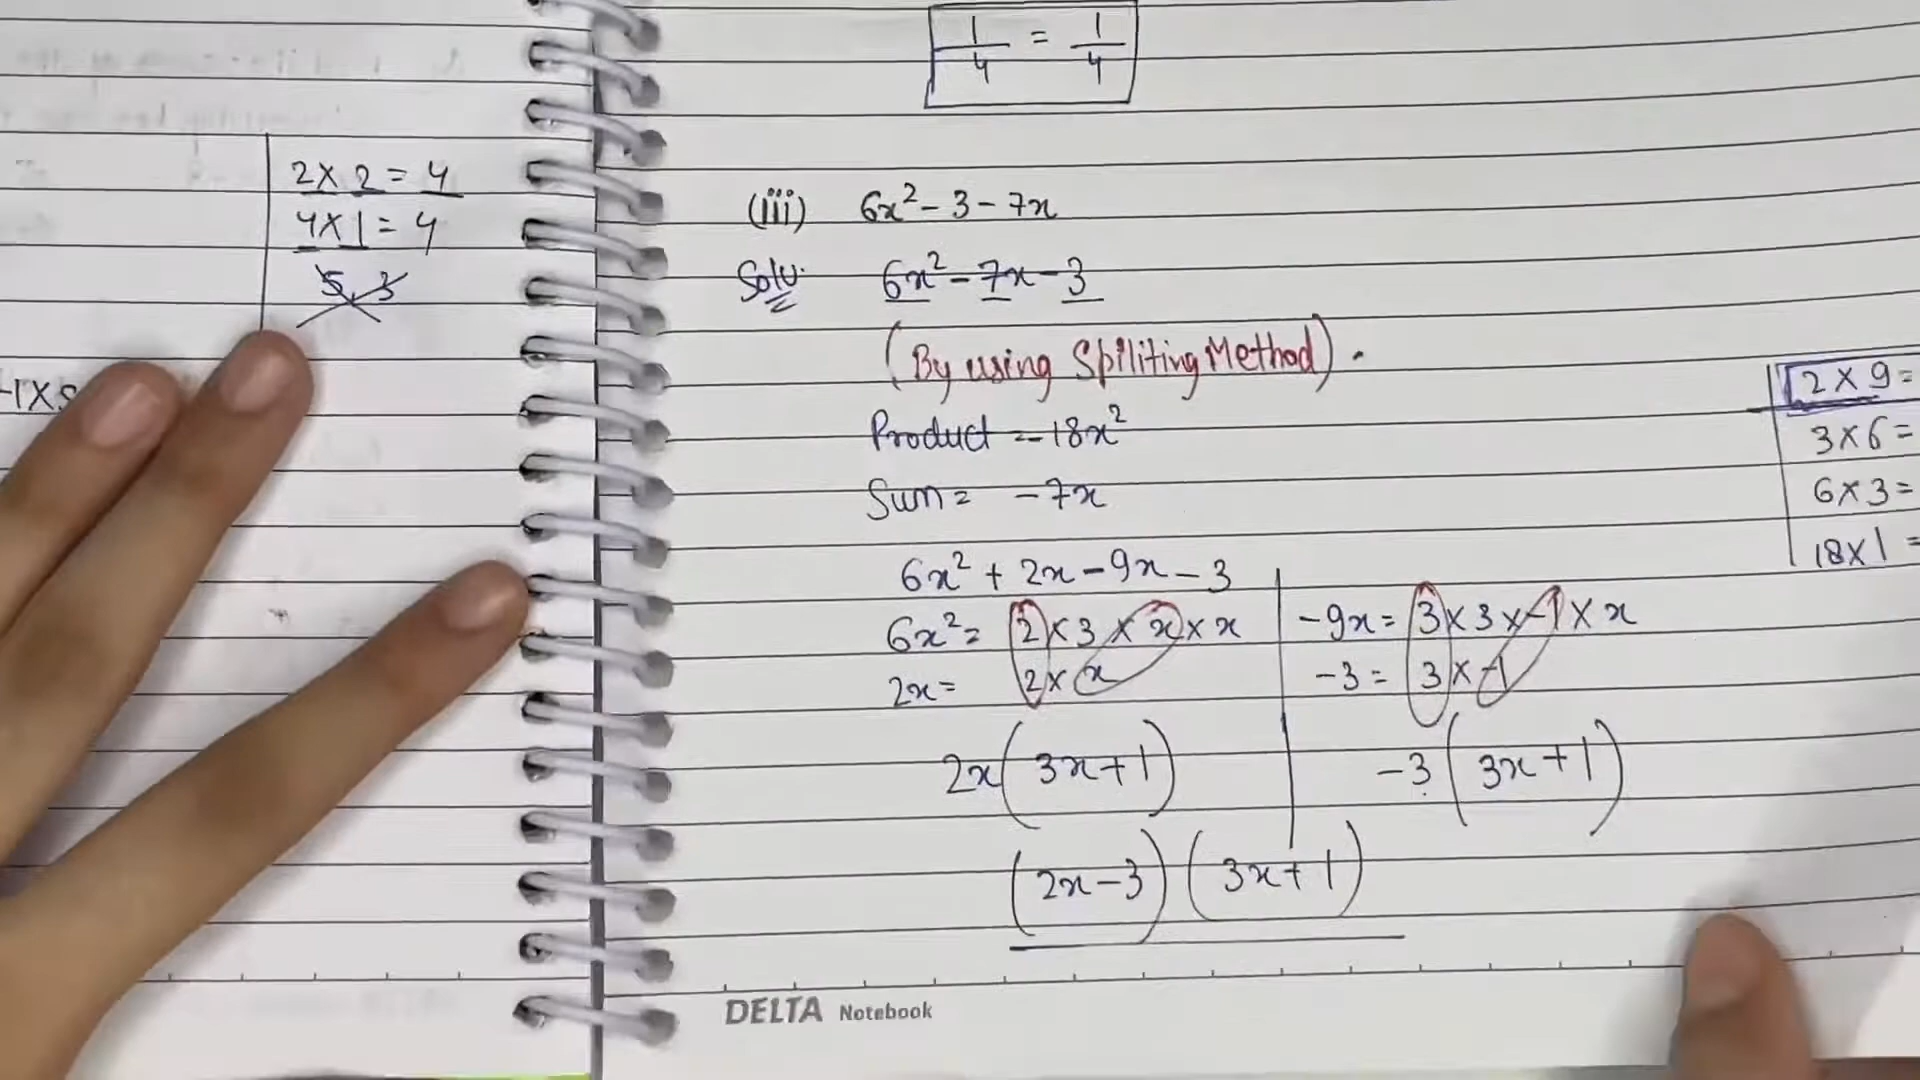 2 × 2 = 4
4 × 1 = 4
5, 3
1/4 = 1/4
(iii) 6x² - 3 - 7x
Solu. 6x² - 7x - 3
(By using Spiliting Method).
Product = -18x²
Sum = -7x
6x² + 2x - 9x - 3
6x² = 2 × 3 × x × x
2x = 2 × x
-9x = 3 × 3 × -1 × x
-3 = 3 × -1
2x(3x + 1)
-3(3x + 1)
(2x - 3)(3x + 1)
2 × 9 =
3 × 6 =
6 × 3 =
18 × 1 =
DELTA Notebook